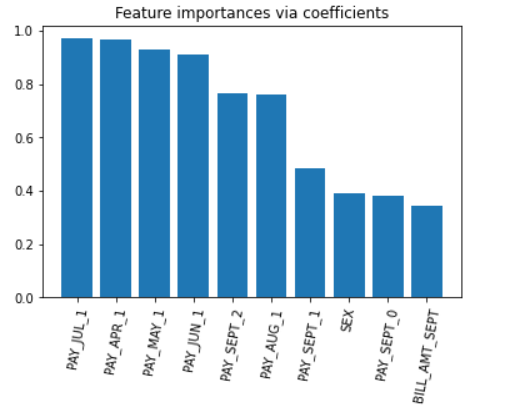 Feature importances via coefficients
1.0
0.8
0.6
0.4
0.2
0.0
PAY_JUL_1
PAY_APR_1
PAY_MAY_1
PAY_JUN_1
PAY_SEPT_2
PAY_AUG_1
PAY_SEPT_1
SEX
PAY_SEPT_0
BILL_AMT_SEPT